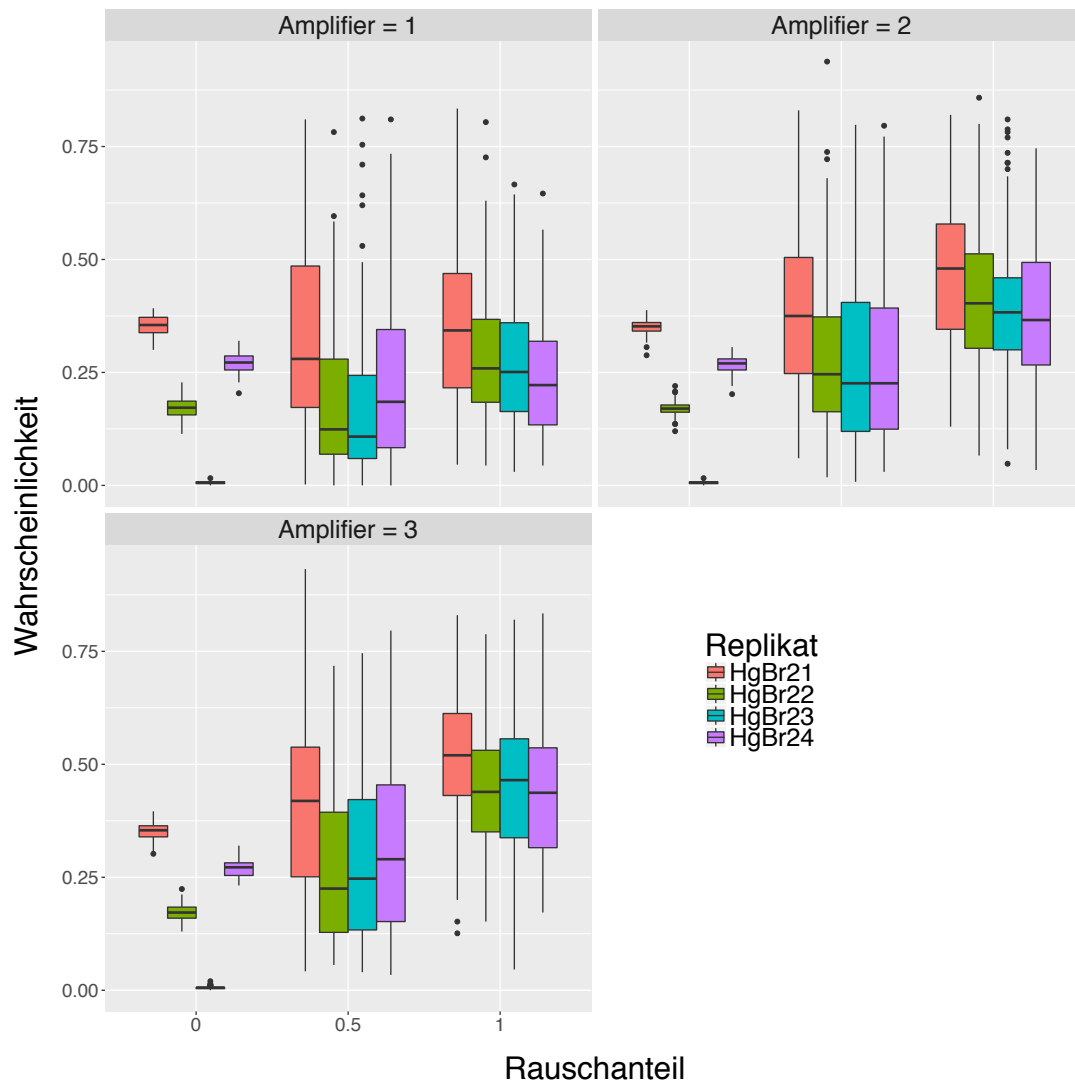 Amplifier = 1
Amplifier = 2
0.75
0.50
0.25
0.00
Amplifier = 3
0.75
0.50
0.25
0.00
0
0.5
1
Wahrscheinlichkeit
Rauschanteil
Replikat
HgBr21
HgBr22
HgBr23
HgBr24